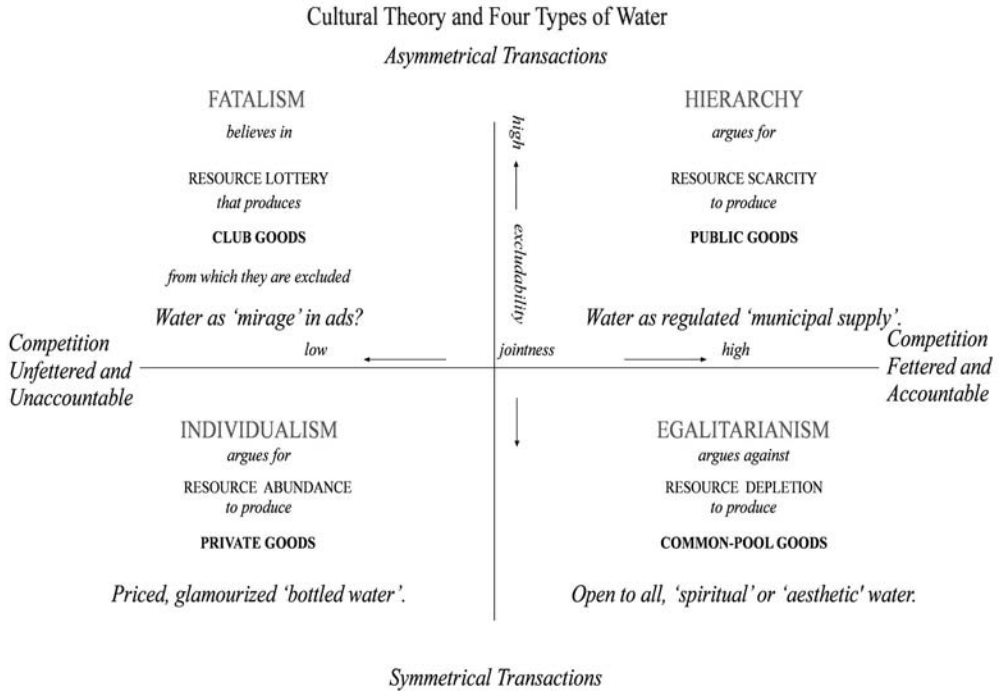 Cultural Theory and Four Types of Water
Asymmetrical Transactions
FATALISM
believes in
RESOURCE LOTTERY
that produces
CLUB GOODS
from which they are excluded
Water as ‘mirage’ in ads?
HIERARCHY
argues for
RESOURCE SCARCITY
to produce
PUBLIC GOODS
Water as regulated ‘municipal supply’.
high
excludability
Competition
Unfettered and
Unaccountable
low
jointness
high
Competition
Fettered and
Accountable
INDIVIDUALISM
argues for
RESOURCE ABUNDANCE
to produce
PRIVATE GOODS
Priced, glamourized ‘bottled water’.
EGALITARIANISM
argues against
RESOURCE DEPLETION
to produce
COMMON-POOL GOODS
Open to all, ‘spiritual’ or ‘aesthetic' water.
Symmetrical Transactions